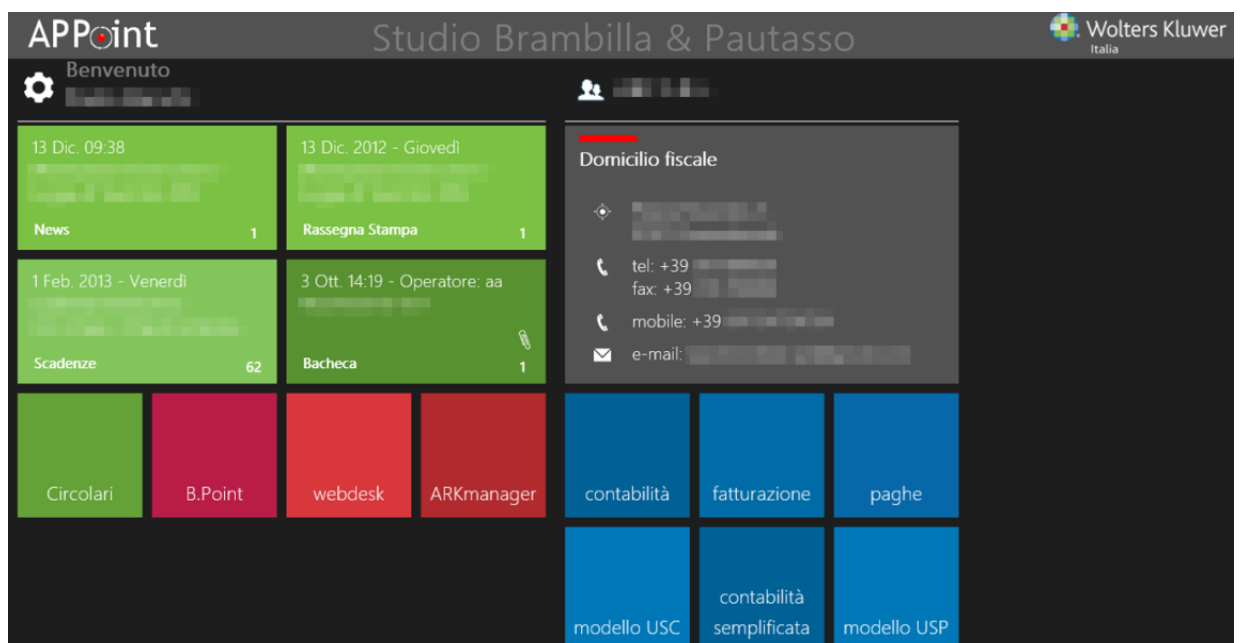 APPoint
Studio Brambilla & Pautasso
Wolters Kluwer
Italia
Benvenuto
13 Dic. 09:38
News 1
13 Dic. 2012 - Giovedì
Rassegna Stampa 1
1 Feb. 2013 - Venerdì
Scadenze 62
3 Ott. 14:19 - Operatore: aa
Bacheca 1
Circolari
B.Point
webdesk
ARKmanager
Domicilio fiscale
tel: +39
fax: +39
mobile: +39
e-mail:
contabilità
fatturazione
paghe
modello USC
contabilità
semplificata
modello USP